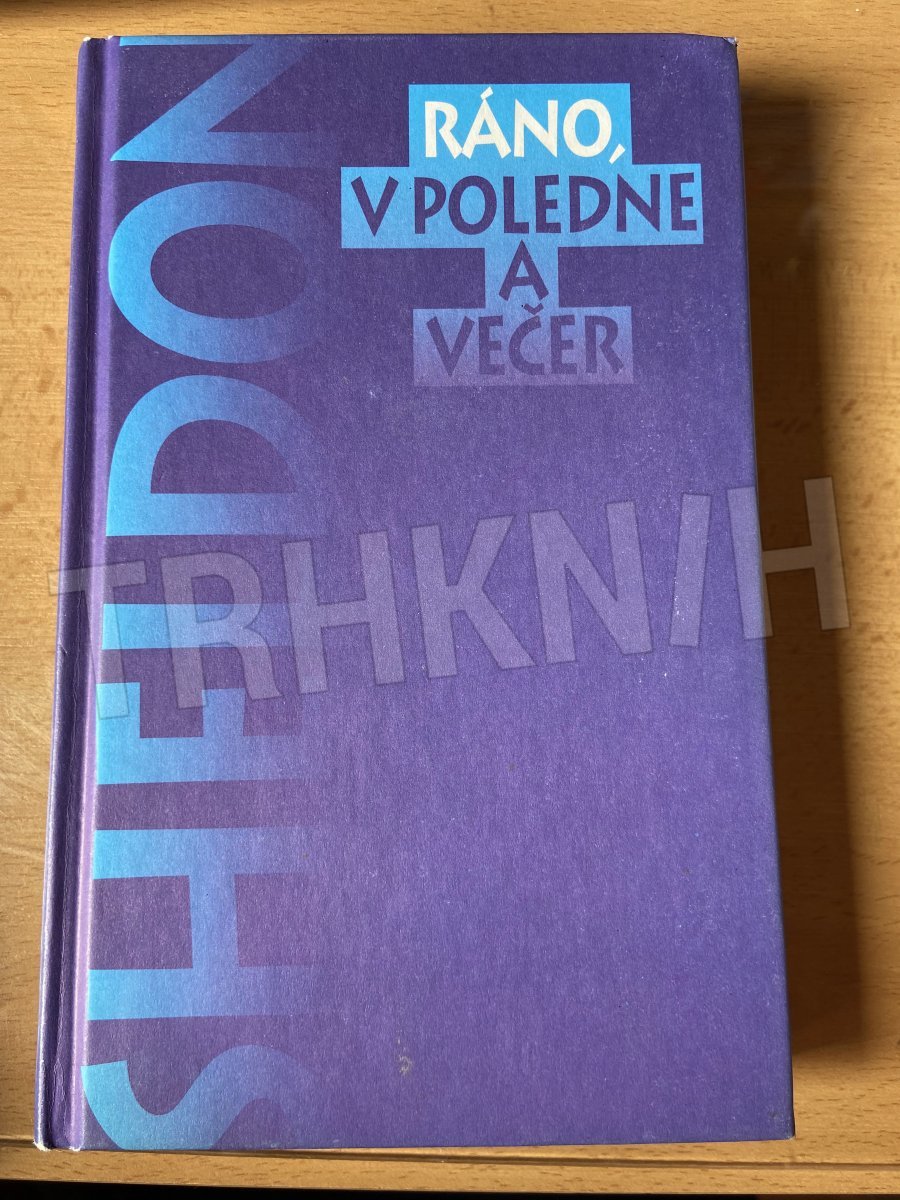 SHELDON
RÁNO,
V POLEDNE
A
VEČER
TRHKNIH